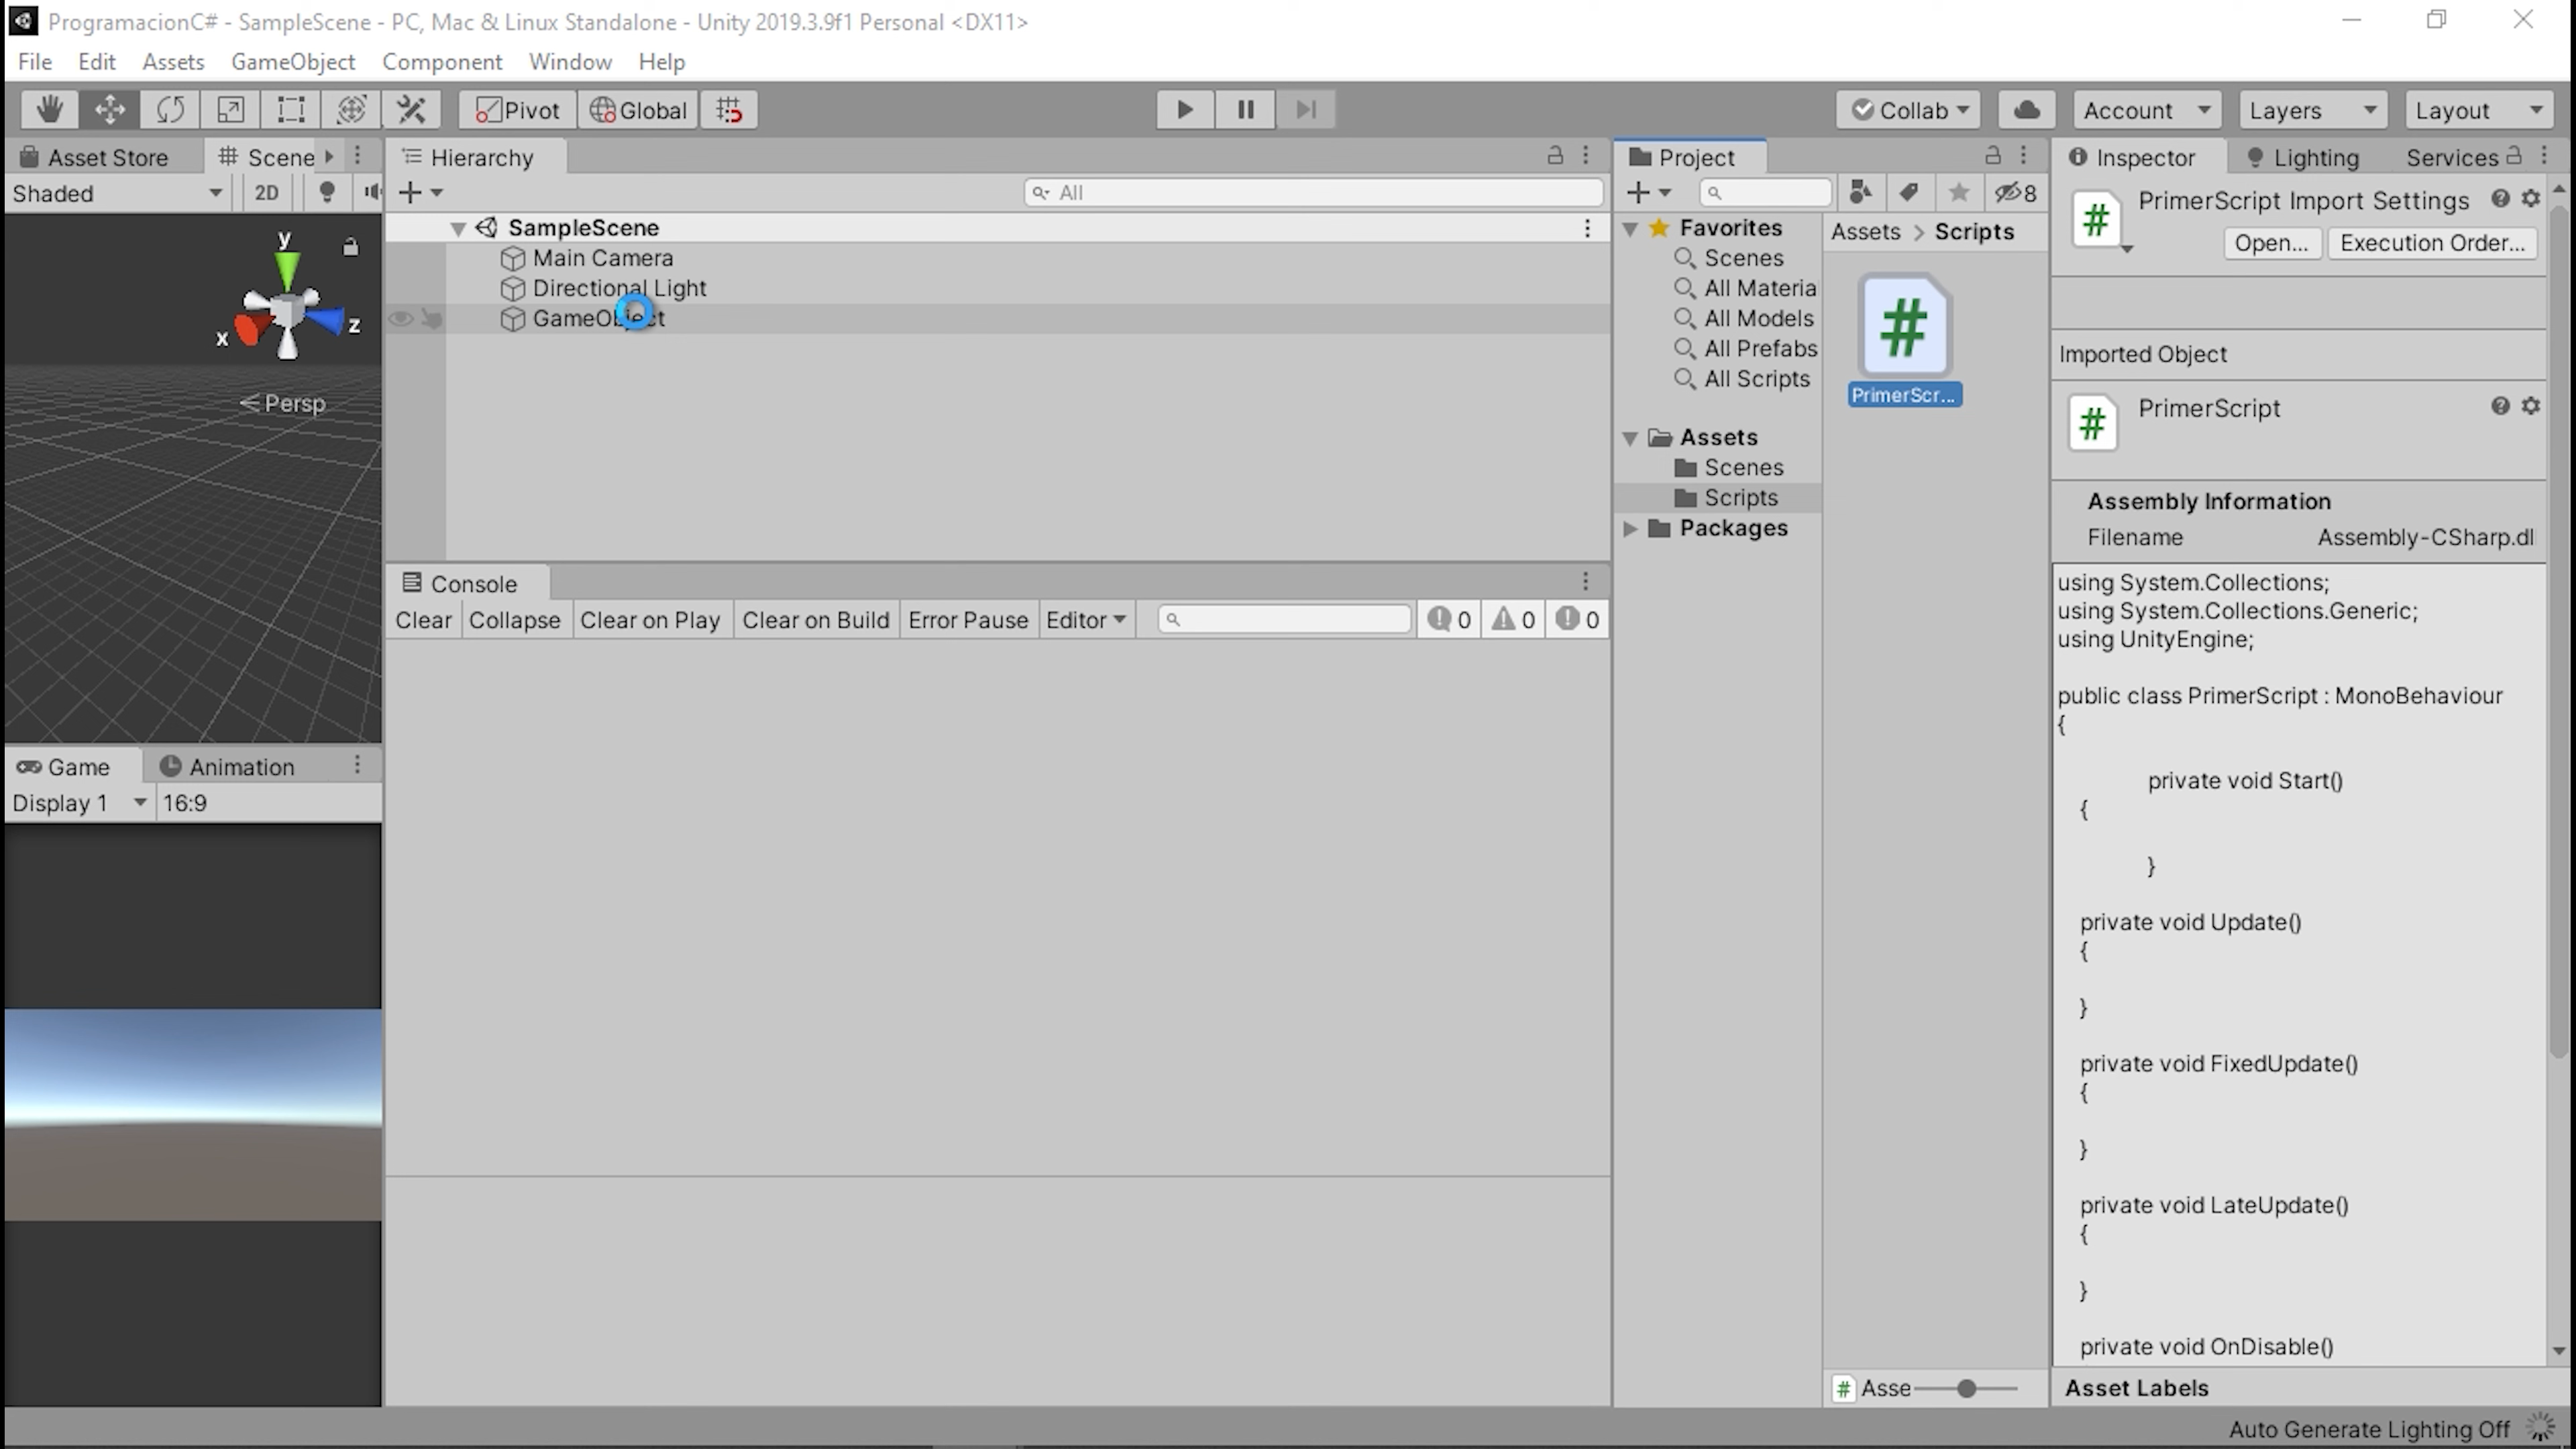 ProgramacionC# - SampleScene - PC, Mac & Linux Standalone - Unity 2019.3.9f1 Personal <DX11>
File Edit Assets GameObject Component Window Help
Pivot Global Collab Account Layers Layout
Asset Store Scene
Shaded 2D
y
x
z
Persp
Game Animation
Display 1 16:9
Hierarchy
All
SampleScene
Main Camera
Directional Light
GameObject
Console
Clear Collapse Clear on Play Clear on Build Error Pause Editor 0 0 0
Project
8
Favorites
Scenes
All Materia
All Models
All Prefabs
All Scripts
Assets
Scenes
Scripts
Packages
Assets > Scripts
#
PrimerScr...
# Asse
Inspector Lighting Services
# PrimerScript Import Settings
Open... Execution Order...
Imported Object
# PrimerScript
Assembly Information
Filename Assembly-CSharp.dl
using System.Collections;
using System.Collections.Generic;
using UnityEngine;
public class PrimerScript : MonoBehaviour
{
private void Start()
{
}
private void Update()
{
}
private void FixedUpdate()
{
}
private void LateUpdate()
{
}
private void OnDisable()
Asset Labels
Auto Generate Lighting Off